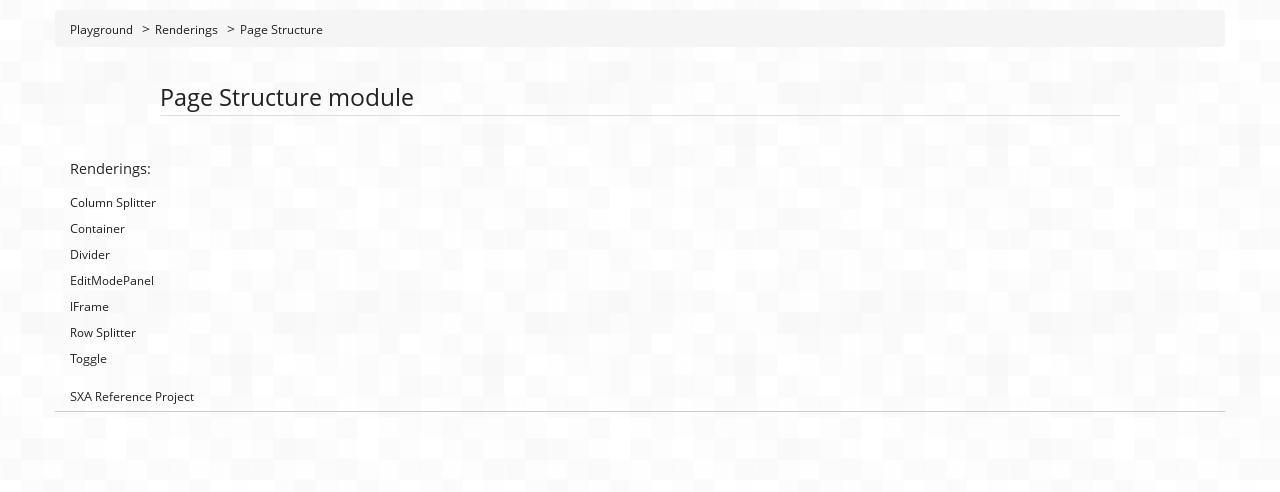 Playground > Renderings > Page Structure
Page Structure module
Renderings:
Column Splitter
Container
Divider
EditModePanel
IFrame
Row Splitter
Toggle
SXA Reference Project